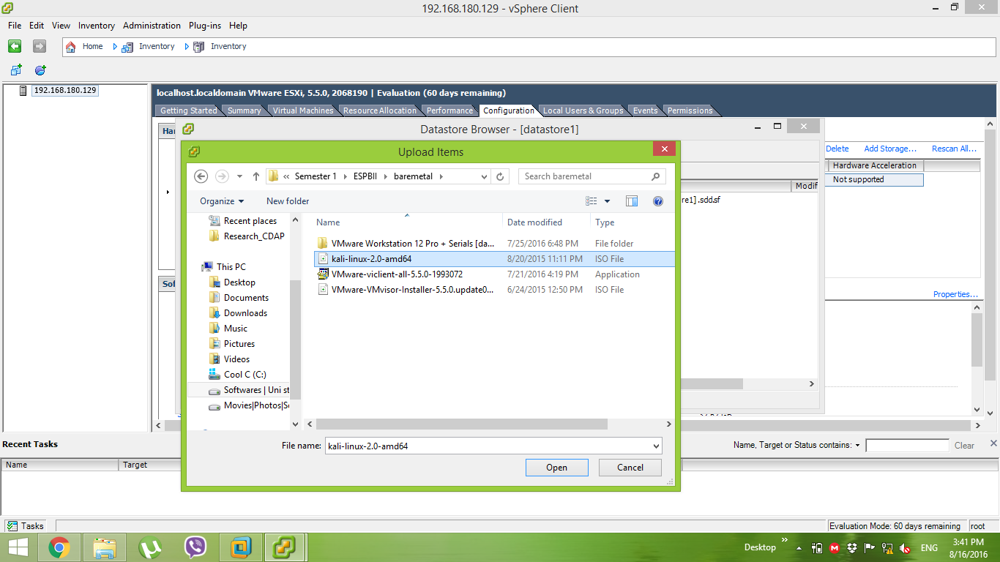 192.168.180.129 - vSphere Client
File Edit View Inventory Administration Plug-ins Help
Home Inventory Inventory
192.168.180.129
localhost.localdomain VMware ESXi, 5.5.0, 2068190 | Evaluation (60 days remaining)
Getting Started Summary Virtual Machines Resource Allocation Performance Configuration Local Users & Groups Events Permissions
Datastore Browser - [datastore1]
Upload Items
Delete Add Storage... Rescan All...
Hardware Acceleration
Not supported
« Semester 1 ESPBII baremetal
Search baremetal
Organize New folder
Name Date modified Type
Recent places
Research_CDAP
This PC
Desktop
Documents
Downloads
Music
Pictures
Videos
Cool C (C:)
Softwares | Uni st
Movies|Photos|So
VMware Workstation 12 Pro + Serials [da... 7/25/2016 6:48 PM File folder
kali-linux-2.0-amd64 8/20/2015 11:11 PM ISO File
VMware-viclient-all-5.5.0-1993072 7/21/2016 4:19 PM Application
VMware-VMvisor-Installer-5.5.0.update0... 6/24/2015 12:50 PM ISO File
Har
Sof
Modif
re1] .sdd.sf
Properties...
File name: kali-linux-2.0-amd64
Open Cancel
Recent Tasks
Name, Target or Status contains: Clear
Name Target
Tasks
Evaluation Mode: 60 days remaining root
Desktop » ENG
3:41 PM
8/16/2016